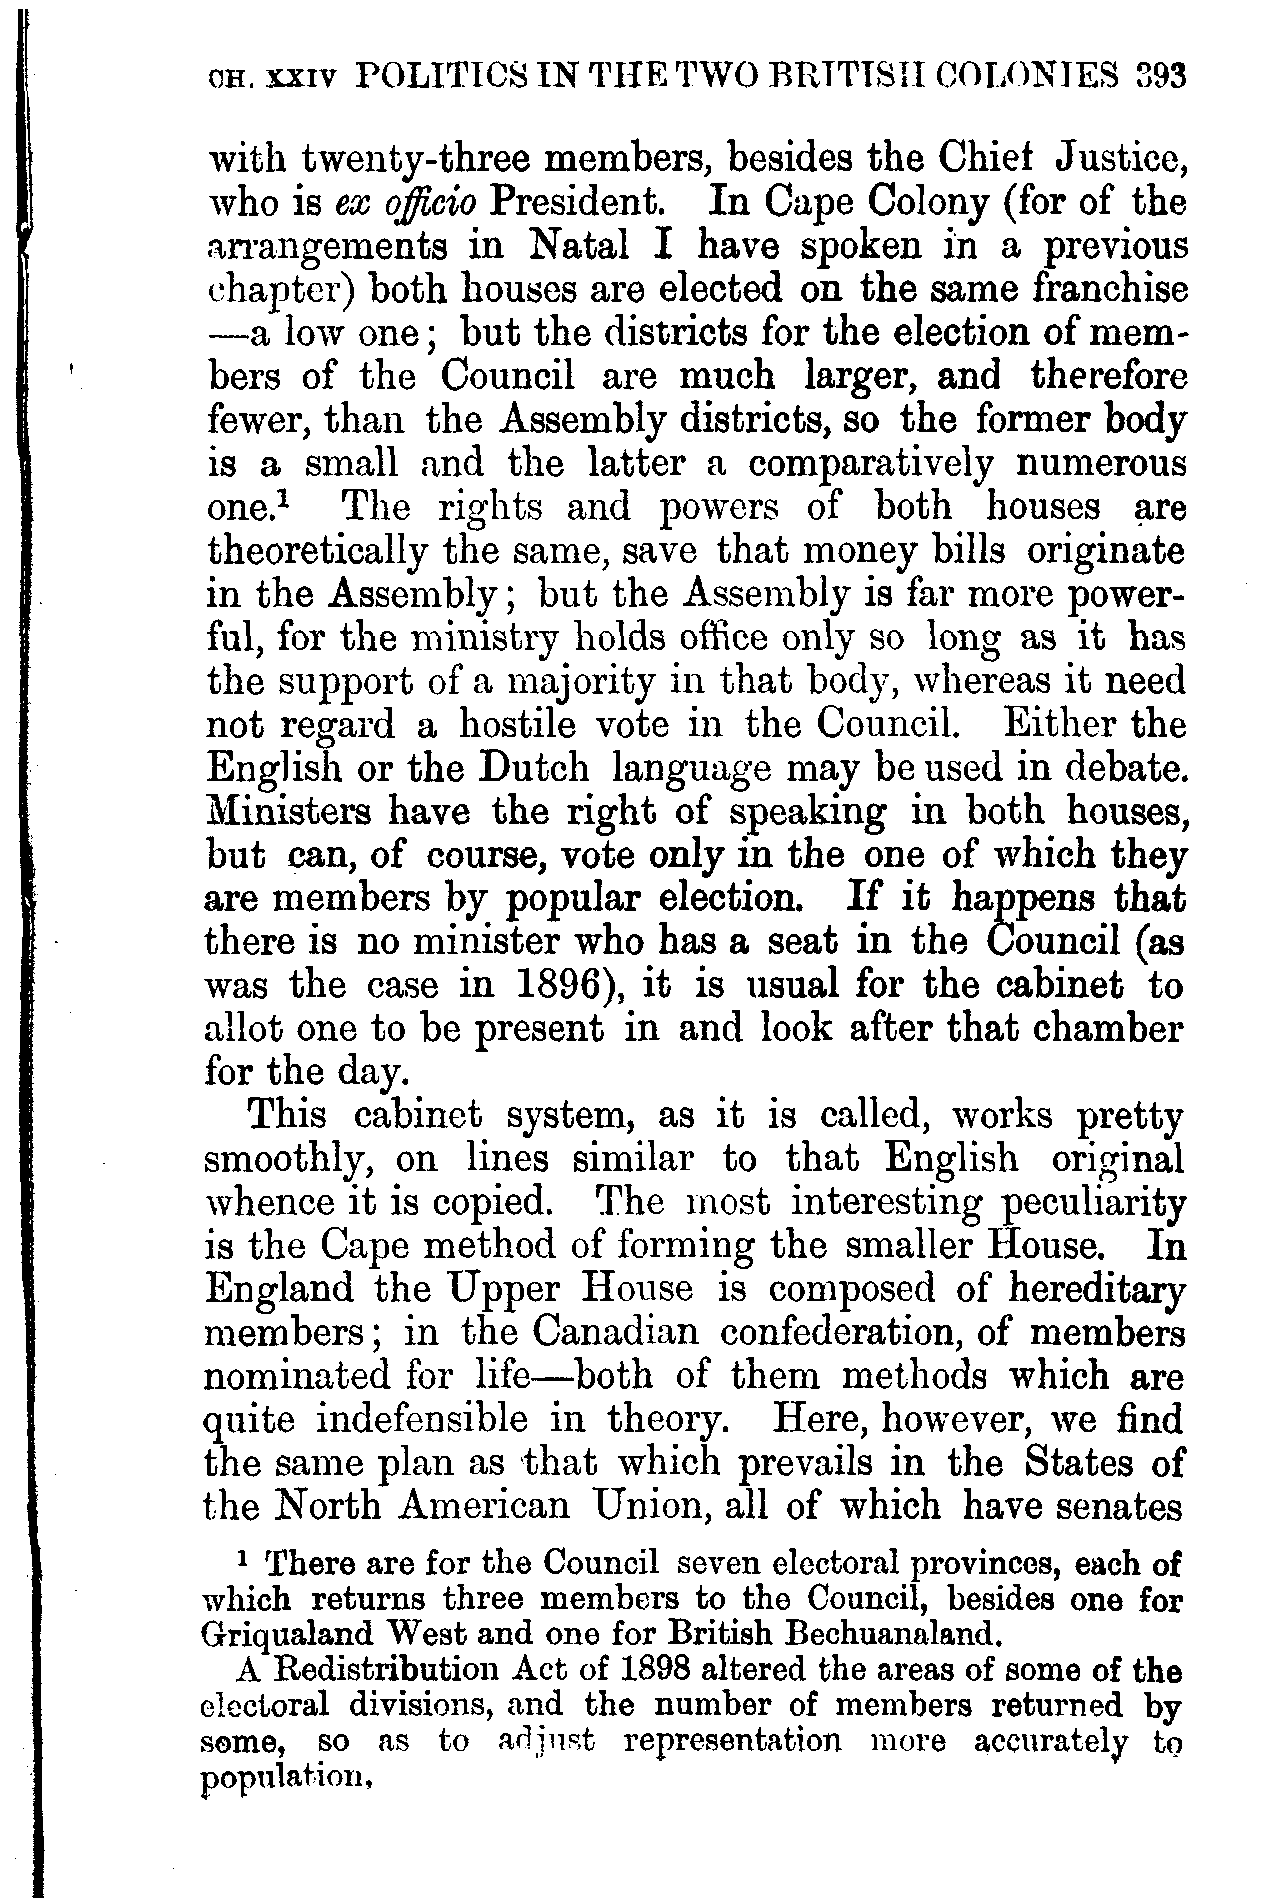 CH. XXIV POLITICS IN THE TWO BRITISH COLONIES 393
with twenty-three members, besides the Chief Justice,
who is ex officio President. In Cape Colony (for of the
arrangements in Natal I have spoken in a previous
chapter) both houses are elected on the same franchise
—a low one; but the districts for the election of mem-
bers of the Council are much larger, and therefore
fewer, than the Assembly districts, so the former body
is a small and the latter a comparatively numerous
one.¹ The rights and powers of both houses are
theoretically the same, save that money bills originate
in the Assembly; but the Assembly is far more power-
ful, for the ministry holds office only so long as it has
the support of a majority in that body, whereas it need
not regard a hostile vote in the Council. Either the
English or the Dutch language may be used in debate.
Ministers have the right of speaking in both houses,
but can, of course, vote only in the one of which they
are members by popular election. If it happens that
there is no minister who has a seat in the Council (as
was the case in 1896), it is usual for the cabinet to
allot one to be present in and look after that chamber
for the day.
This cabinet system, as it is called, works pretty
smoothly, on lines similar to that English original
whence it is copied. The most interesting peculiarity
is the Cape method of forming the smaller House. In
England the Upper House is composed of hereditary
members; in the Canadian confederation, of members
nominated for life—both of them methods which are
quite indefensible in theory. Here, however, we find
the same plan as that which prevails in the States of
the North American Union, all of which have senates
¹ There are for the Council seven electoral provinces, each of
which returns three members to the Council, besides one for
Griqualand West and one for British Bechuanaland.
A Redistribution Act of 1898 altered the areas of some of the
electoral divisions, and the number of members returned by
some, so as to adjust representation more accurately to
population.